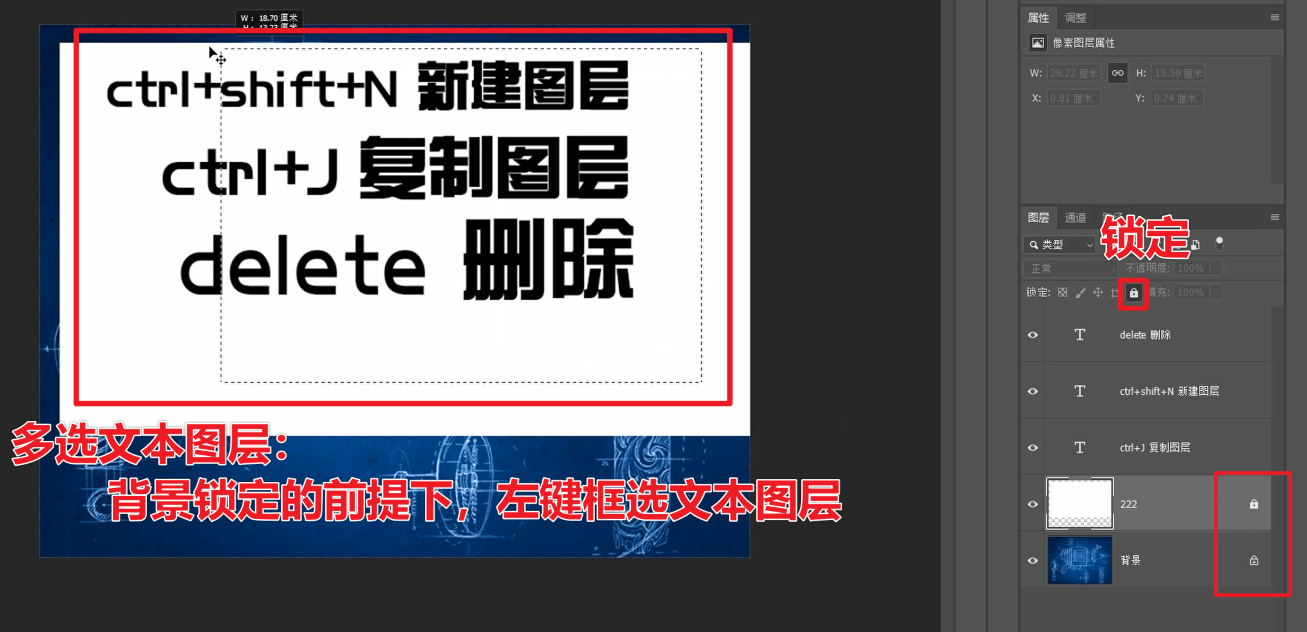 W: 18.70 厘米
H: 13.23 厘米
ctrl+shift+N 新建图层
ctrl+J 复制图层
delete 删除
多选文本图层：
背景锁定的前提下，左键框选文本图层
属性 调整
像素图层属性
W: 28.22 厘米 H: 15.59 厘米
X: 0.81 厘米 Y: 0.74 厘米
图层 通道
锁定
类型
正常 不透明度: 100%
锁定: 填充: 100%
T delete 删除
T ctrl+shift+N 新建图层
T ctrl+J 复制图层
222
背景